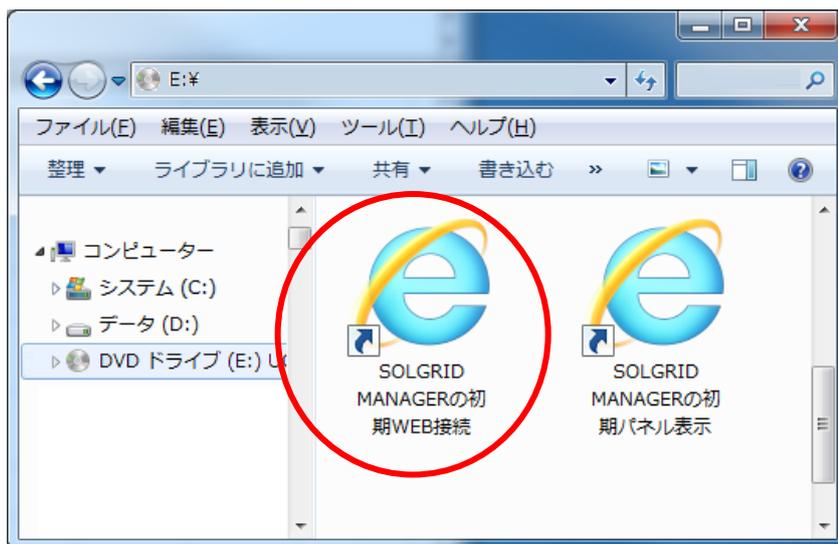 E:¥
ファイル(F) 編集(E) 表示(V) ツール(T) ヘルプ(H)
整理 ライブラリに追加 共有 書き込む »
コンピューター
システム (C:)
データ (D:)
DVD ドライブ (E:)
SOLGRID
MANAGERの初
期WEB接続
SOLGRID
MANAGERの初
期パネル表示